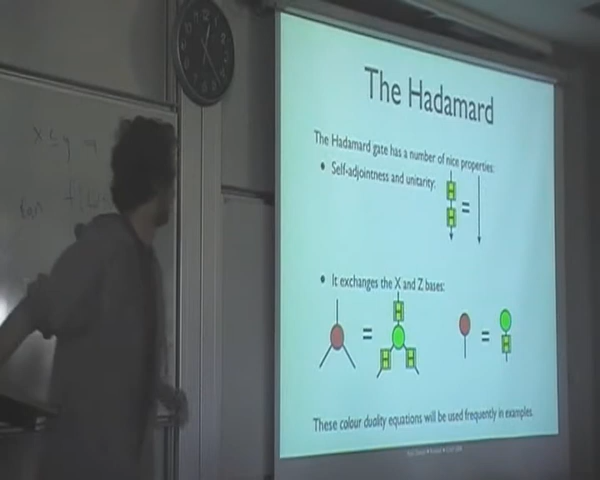 The Hadamard
The Hadamard gate has a number of nice properties:
• Self-adjointness and unitarity:
H
H
=
• It exchanges the X and Z bases:
H
= =
H
H H
These colour duality equations will be used frequently in examples.
X ≤ y